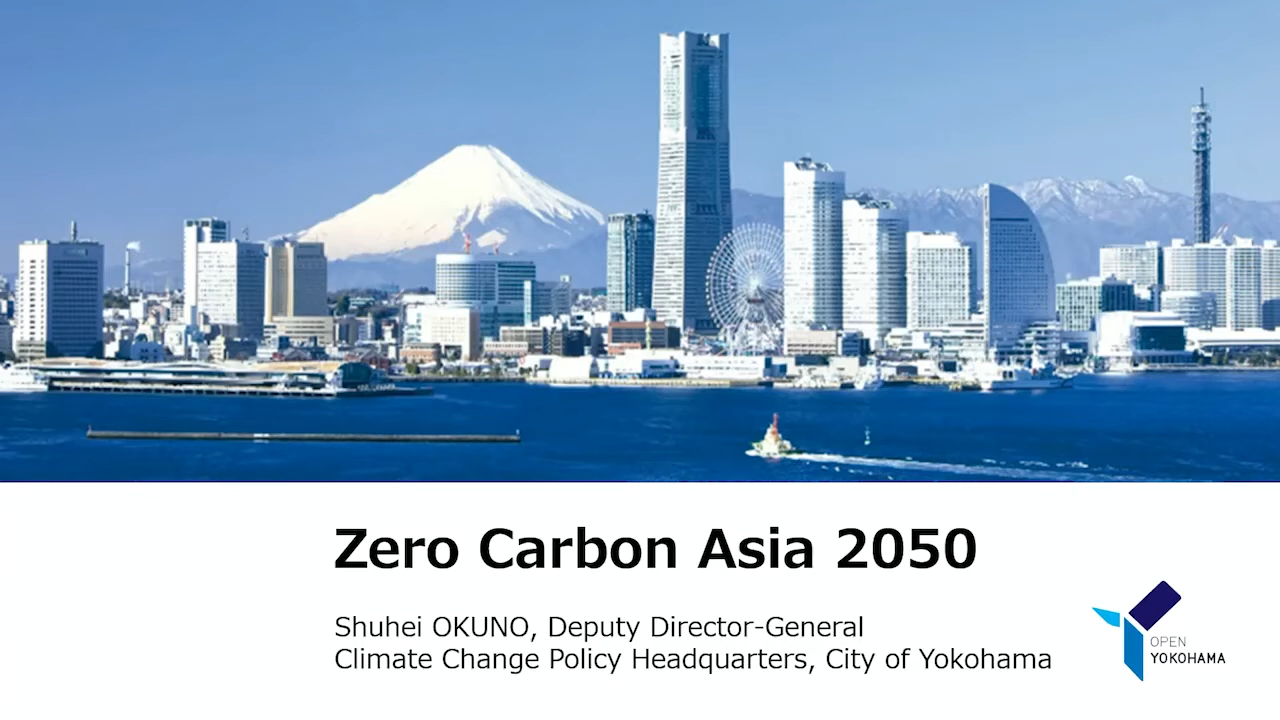 Zero Carbon Asia 2050
Shuhei OKUNO, Deputy Director-General
Climate Change Policy Headquarters, City of Yokohama
OPEN
YOKOHAMA